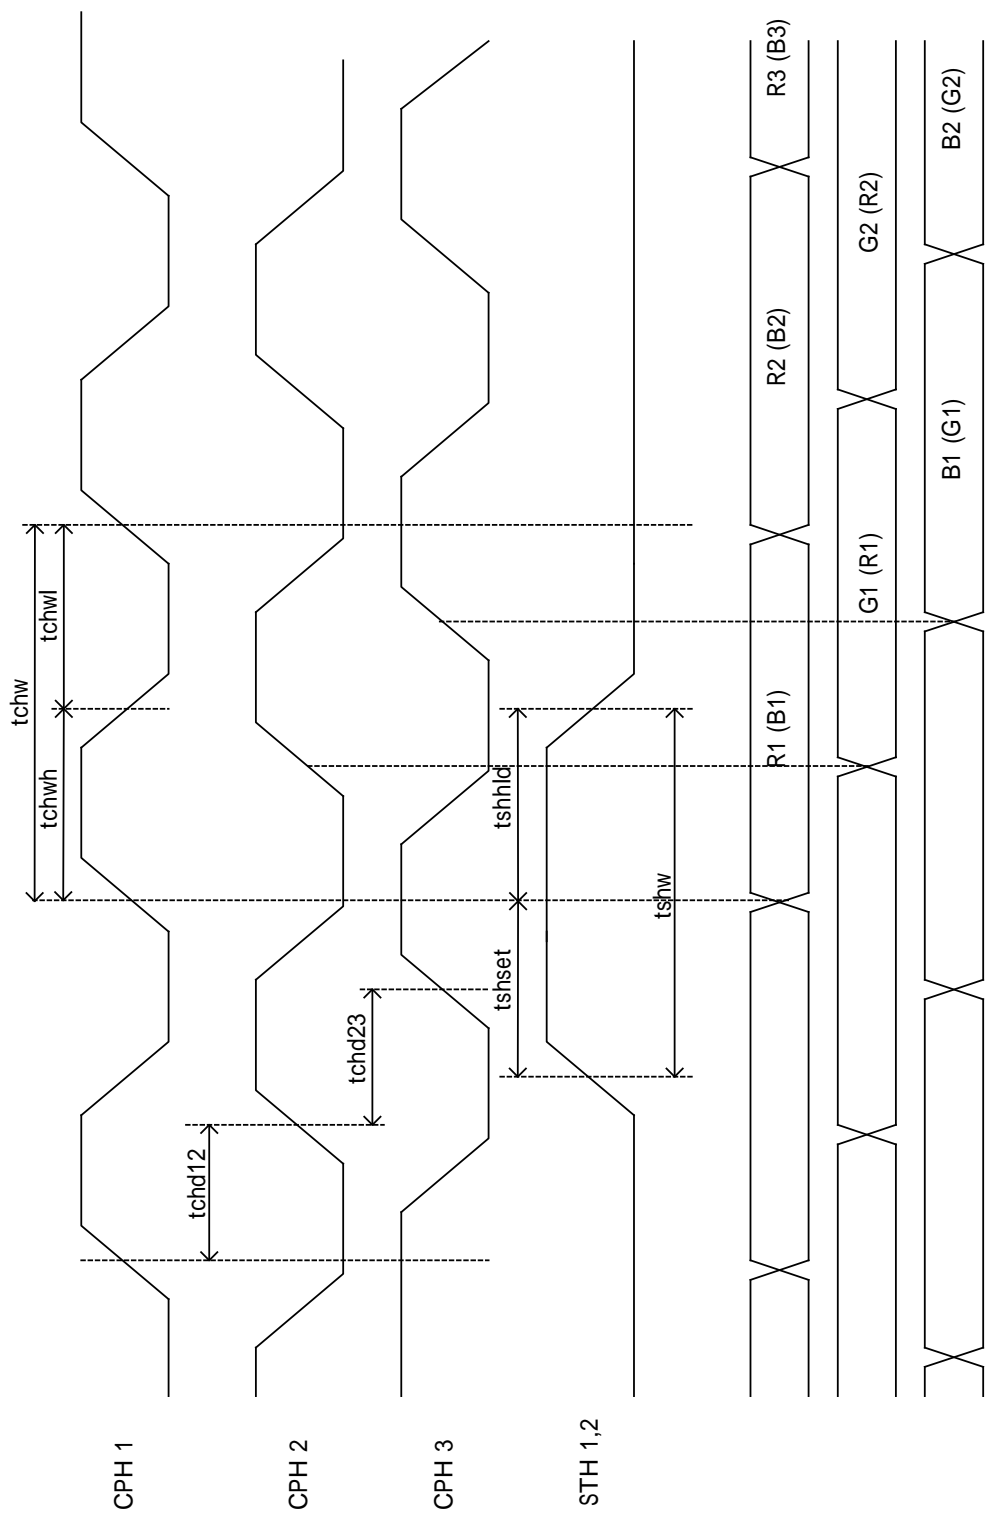 CPH 1
tchw
tchwh
tchwl
CPH 2
tchd12
CPH 3
tchd23
STH 1,2
tshset
tshhld
tshw
R1 (B1)
R2 (B2)
R3 (B3)
G1 (R1)
G2 (R2)
B1 (G1)
B2 (G2)